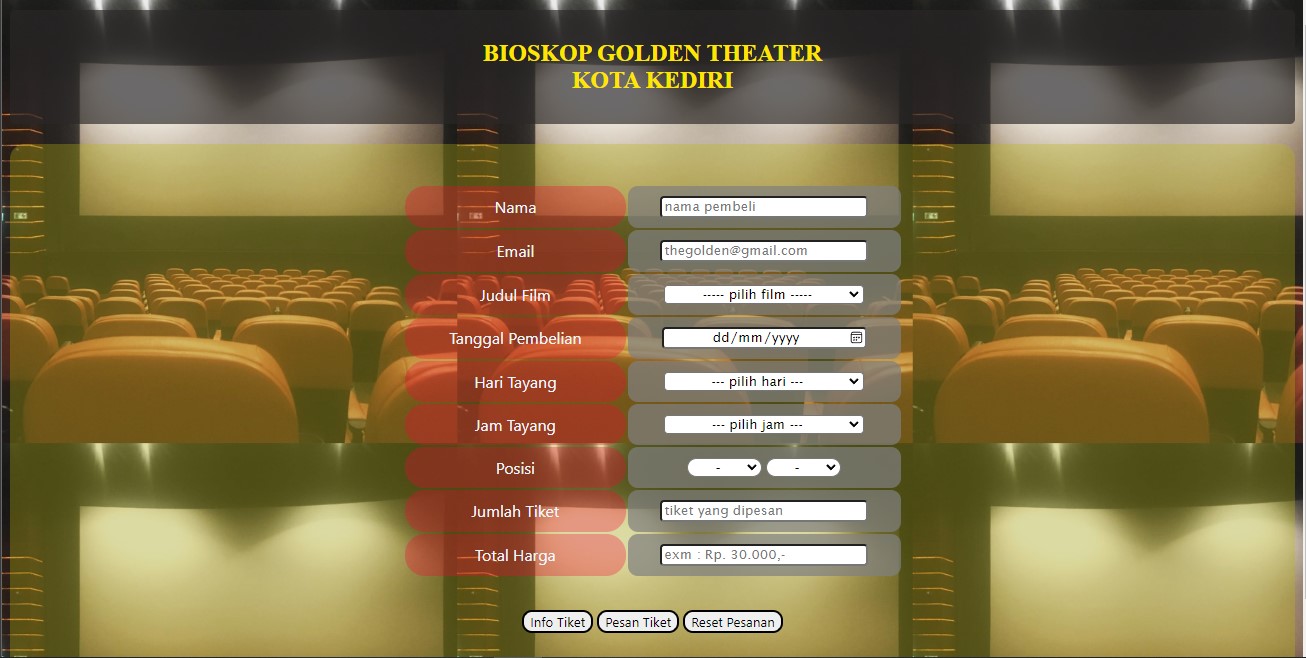 BIOSKOP GOLDEN THEATER
KOTA KEDIRI
Nama nama pembeli
Email thegolden@gmail.com
Judul Film ----- pilih film -----
Tanggal Pembelian dd/mm/yyyy
Hari Tayang --- pilih hari ---
Jam Tayang --- pilih jam ---
Posisi - -
Jumlah Tiket tiket yang dipesan
Total Harga exm : Rp. 30.000,-
Info Tiket Pesan Tiket Reset Pesanan